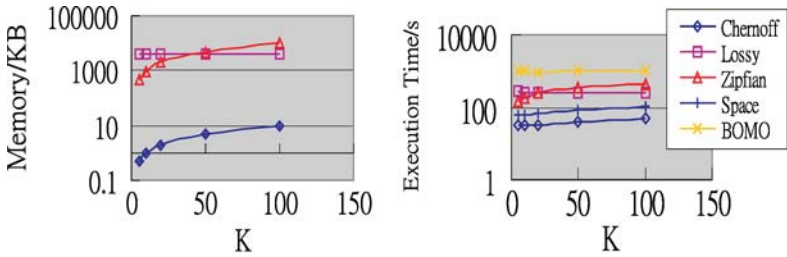 Memory/KB
100000
1000
10
0.1
0
50
100
150
K
Execution Time/s
10000
100
1
0
50
100
150
K
Chernoff
Lossy
Zipfian
Space
BOMO